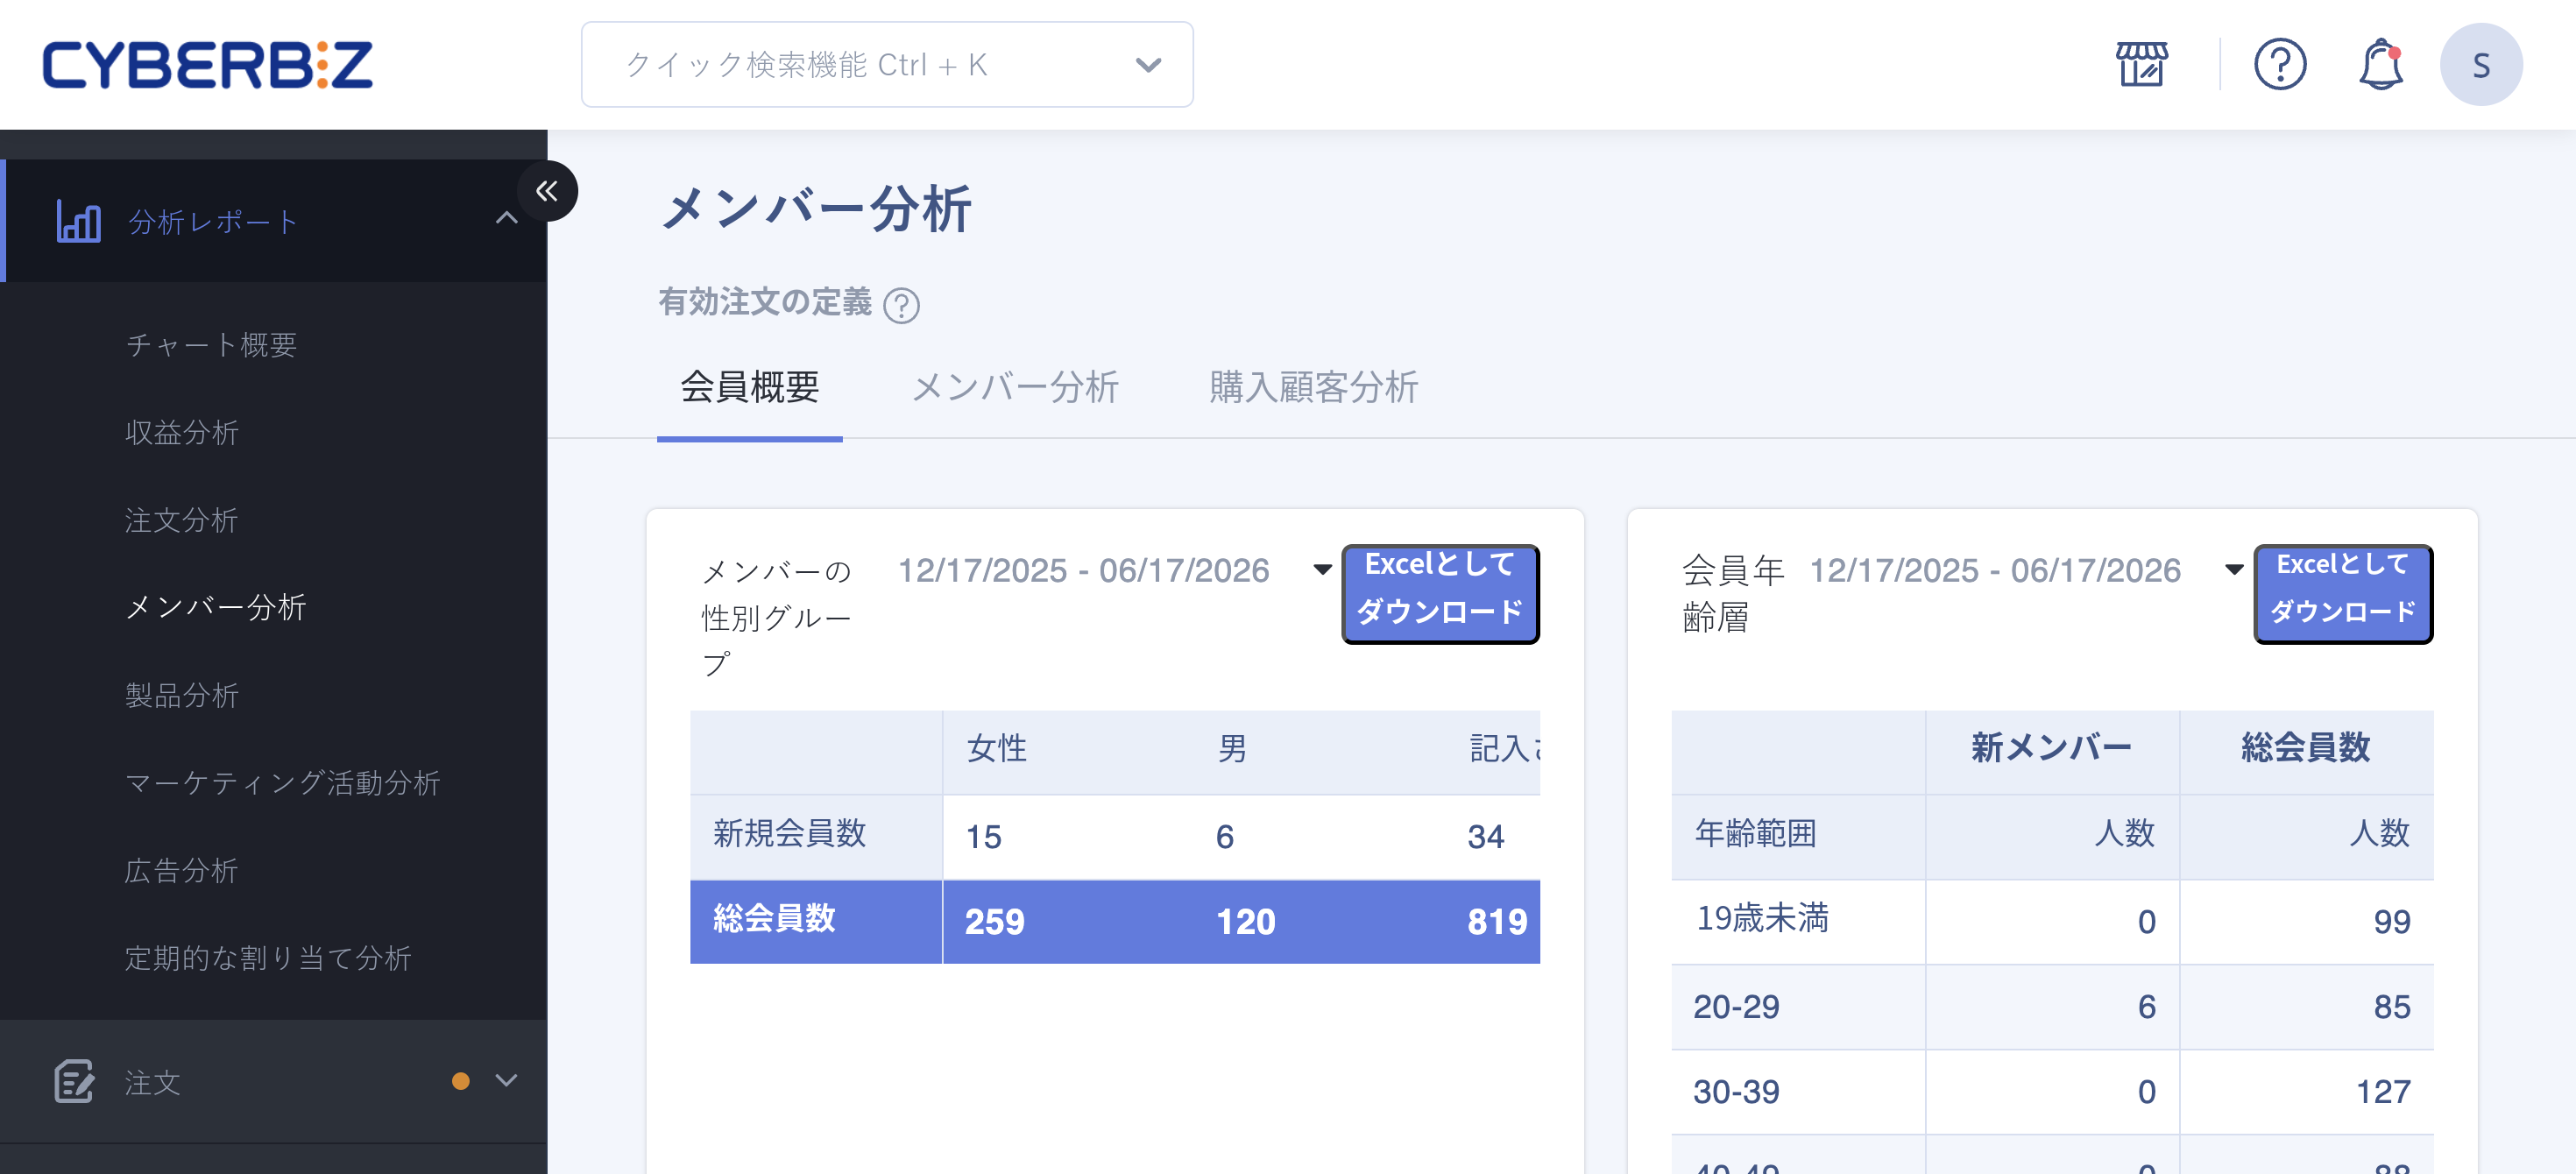 CYBERBIZ
クイック検索機能 Ctrl + K
S
分析レポート
チャート概要
収益分析
注文分析
メンバー分析
製品分析
マーケティング活動分析
広告分析
定期的な割り当て分析
注文
メンバー分析
有効注文の定義
会員概要 メンバー分析 購入顧客分析
メンバーの
性別グルー
プ
12/17/2025 - 06/17/2026
Excelとして
ダウンロード
女性 男 記入
新規会員数 15 6 34
総会員数 259 120 819
会員年
齢層
12/17/2025 - 06/17/2026
Excelとして
ダウンロード
新メンバー 総会員数
年齢範囲 人数 人数
19歳未満 0 99
20-29 6 85
30-39 0 127